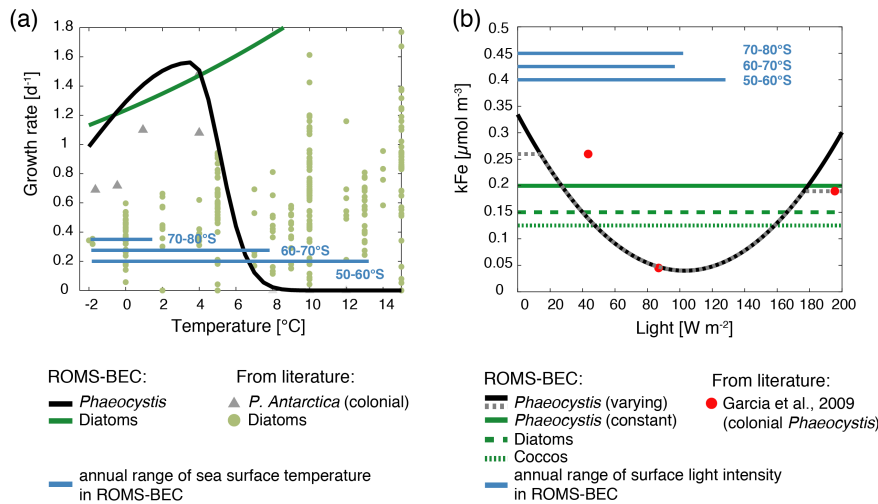 (a)
1.8
1.6
1.4
1.2
1
0.8
0.6
0.4
0.2
0
Growth rate [d⁻¹]
70-80°S
60-70°S
50-60°S
-2 0 2 4 6 8 10 12 14
Temperature [°C]
ROMS-BEC:
Phaeocystis
Diatoms
From literature:
P. Antarctica (colonial)
Diatoms
annual range of sea surface temperature
in ROMS-BEC
(b)
0.5
0.45
0.4
0.35
0.3
0.25
0.2
0.15
0.1
0.05
0
kFe [µmol m⁻³]
70-80°S
60-70°S
50-60°S
0 20 40 60 80 100 120 140 160 180 200
Light [W m⁻²]
ROMS-BEC:
Phaeocystis (varying)
Phaeocystis (constant)
Diatoms
Coccos
From literature:
Garcia et al., 2009
(colonial Phaeocystis)
annual range of surface light intensity
in ROMS-BEC